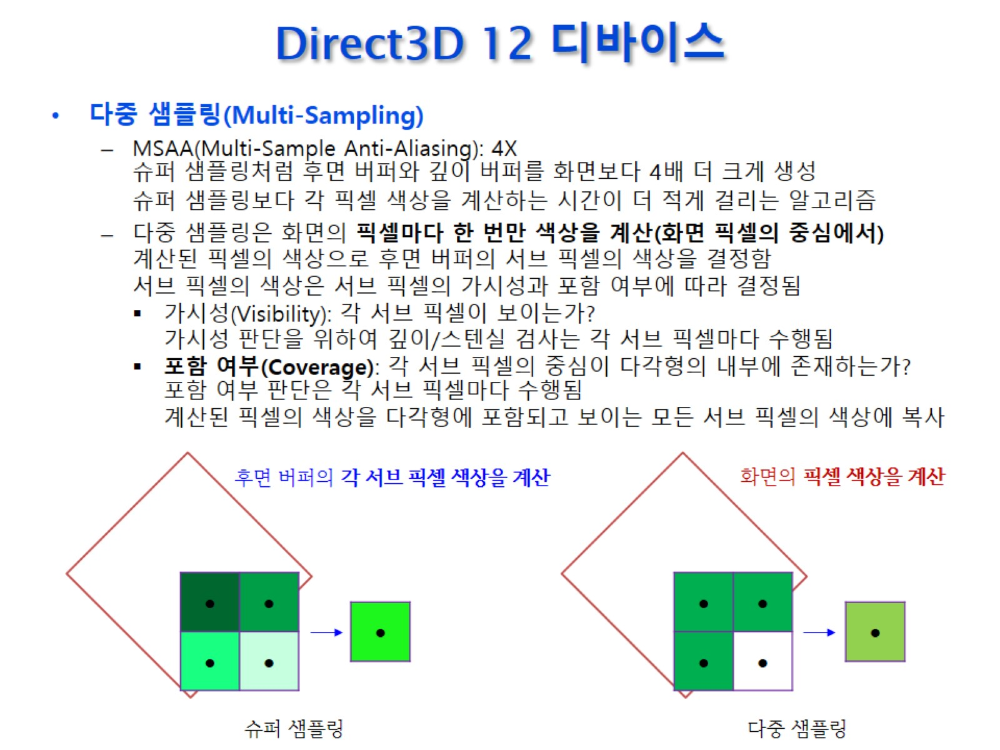 Direct3D 12 디바이스
• 다중 샘플링(Multi-Sampling)
– MSAA(Multi-Sample Anti-Aliasing): 4X
슈퍼 샘플링처럼 후면 버퍼와 깊이 버퍼를 화면보다 4배 더 크게 생성
슈퍼 샘플링보다 각 픽셀 색상을 계산하는 시간이 더 적게 걸리는 알고리즘
– 다중 샘플링은 화면의 픽셀마다 한 번만 색상을 계산(화면 픽셀의 중심에서)
계산된 픽셀의 색상으로 후면 버퍼의 서브 픽셀의 색상을 결정함
서브 픽셀의 색상은 서브 픽셀의 가시성과 포함 여부에 따라 결정됨
▪ 가시성(Visibility): 각 서브 픽셀이 보이는가?
가시성 판단을 위하여 깊이/스텐실 검사는 각 서브 픽셀마다 수행됨
▪ 포함 여부(Coverage): 각 서브 픽셀의 중심이 다각형의 내부에 존재하는가?
포함 여부 판단은 각 서브 픽셀마다 수행됨
계산된 픽셀의 색상을 다각형에 포함되고 보이는 모든 서브 픽셀의 색상에 복사
후면 버퍼의 각 서브 픽셀 색상을 계산
화면의 픽셀 색상을 계산
슈퍼 샘플링
다중 샘플링